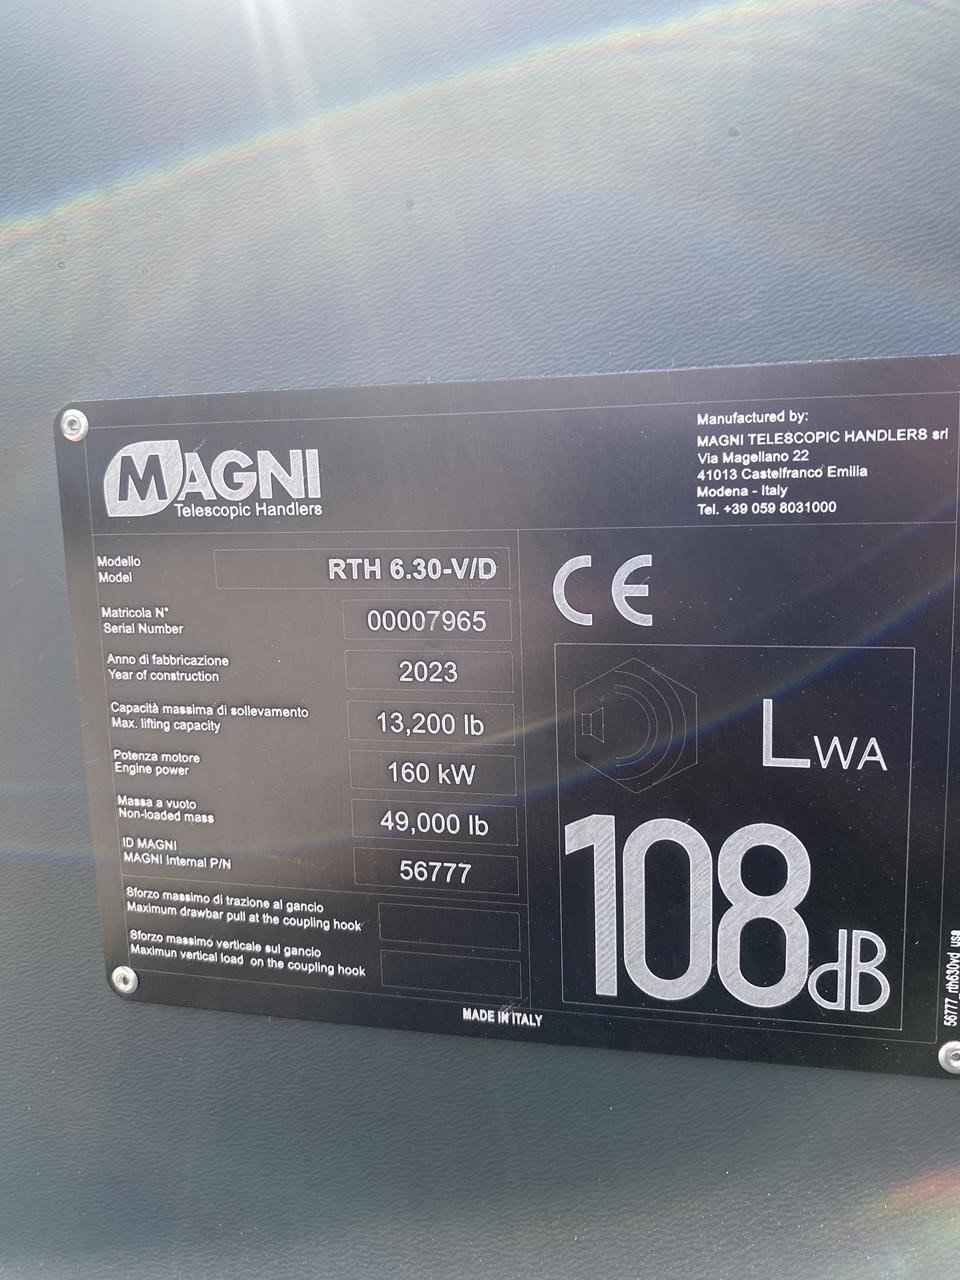 MAGNI
Telescopic Handlers
Manufactured by:
MAGNI TELESCOPIC HANDLERS srl
Via Magellano 22
41013 Castelfranco Emilia
Modena - Italy
Tel. +39 059 8031000
Modello
Model
RTH 6.30-V/D
Matricola N°
Serial Number
00007965
Anno di fabbricazione
Year of construction
2023
Capacità massima di sollevamento
Max. lifting capacity
13,200 lb
Potenza motore
Engine power
160 kW
Massa a vuoto
Non-loaded mass
49,000 lb
ID MAGNI
MAGNI Internal P/N
56777
Sforzo massimo di trazione al gancio
Maximum drawbar pull at the coupling hook
Sforzo massimo verticale sul gancio
Maximun vertical load on the coupling hook
MADE IN ITALY
CE
LWA
108dB
56777_rth630vd_usa